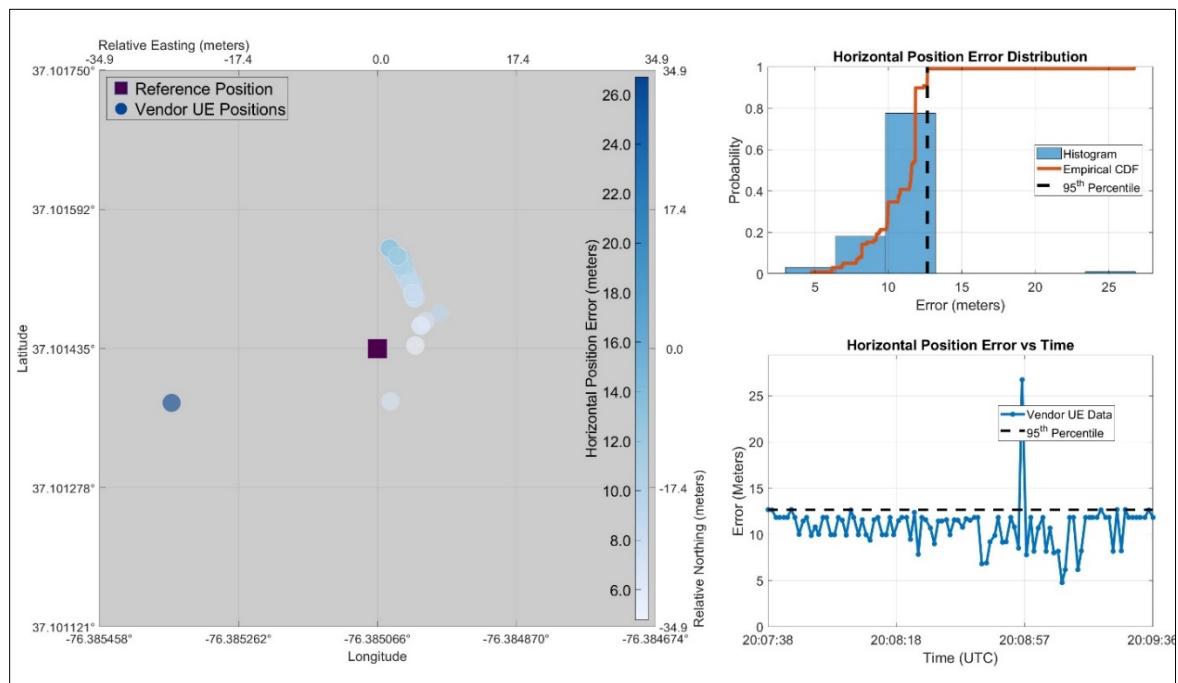 Relative Easting (meters)
-34.9 -17.4 0.0 17.4 34.9
37.101750° 34.9
Reference Position
Vendor UE Positions
26.0
24.0
22.0
37.101592° 17.4
20.0
18.0
16.0
37.101435° 0.0
14.0
12.0
10.0
37.101278° -17.4
8.0
6.0
37.101121° -34.9
Latitude
Horizontal Position Error (meters)
Relative Northing (meters)
-76.385458° -76.385262° -76.385066° -76.384870° -76.384674°
Longitude
Horizontal Position Error Distribution
1
0.8
0.6
0.4
0.2
0
Probability
Histogram
Empirical CDF
95th Percentile
5 10 15 20 25
Error (meters)
Horizontal Position Error vs Time
25
20
15
10
5
0
Error (Meters)
Vendor UE Data
95th Percentile
20:07:38 20:08:18 20:08:57 20:09:36
Time (UTC)